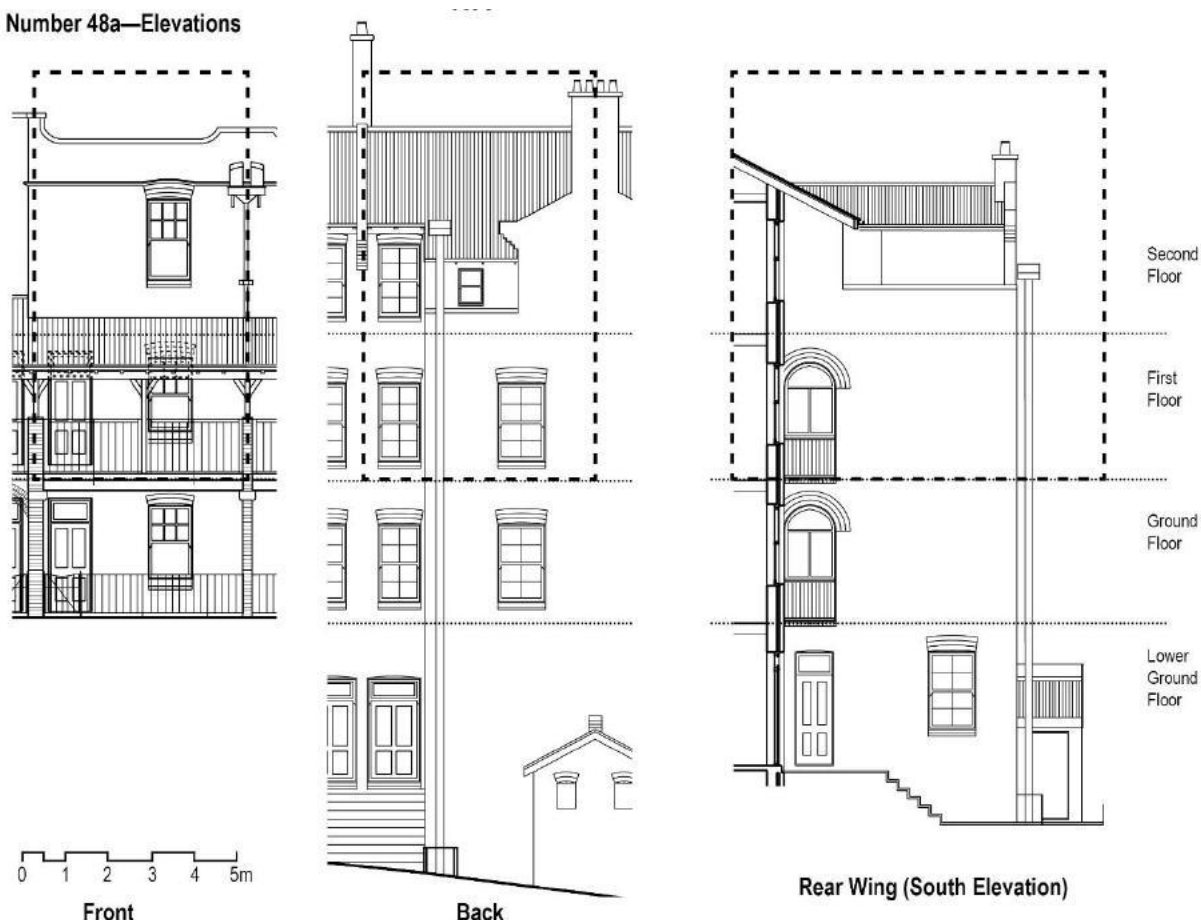 Number 48a—Elevations
Second
Floor
First
Floor
Ground
Floor
Lower
Ground
Floor
0 1 2 3 4 5m
Front
Back
Rear Wing (South Elevation)